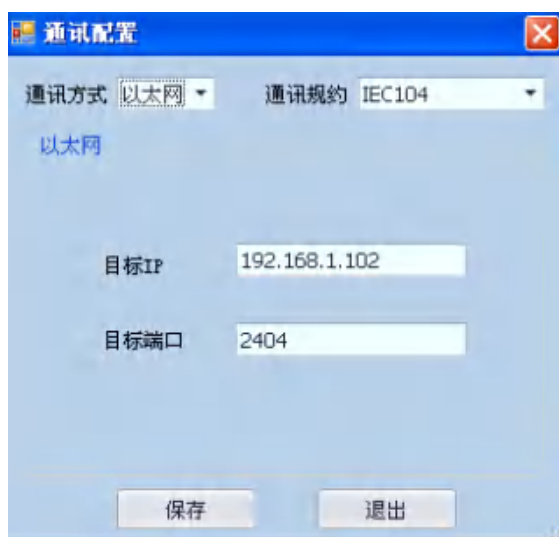 通讯配置
通讯方式 以太网 通讯规约 IEC104
以太网
目标IP 192.168.1.102
目标端口 2404
保存 退出